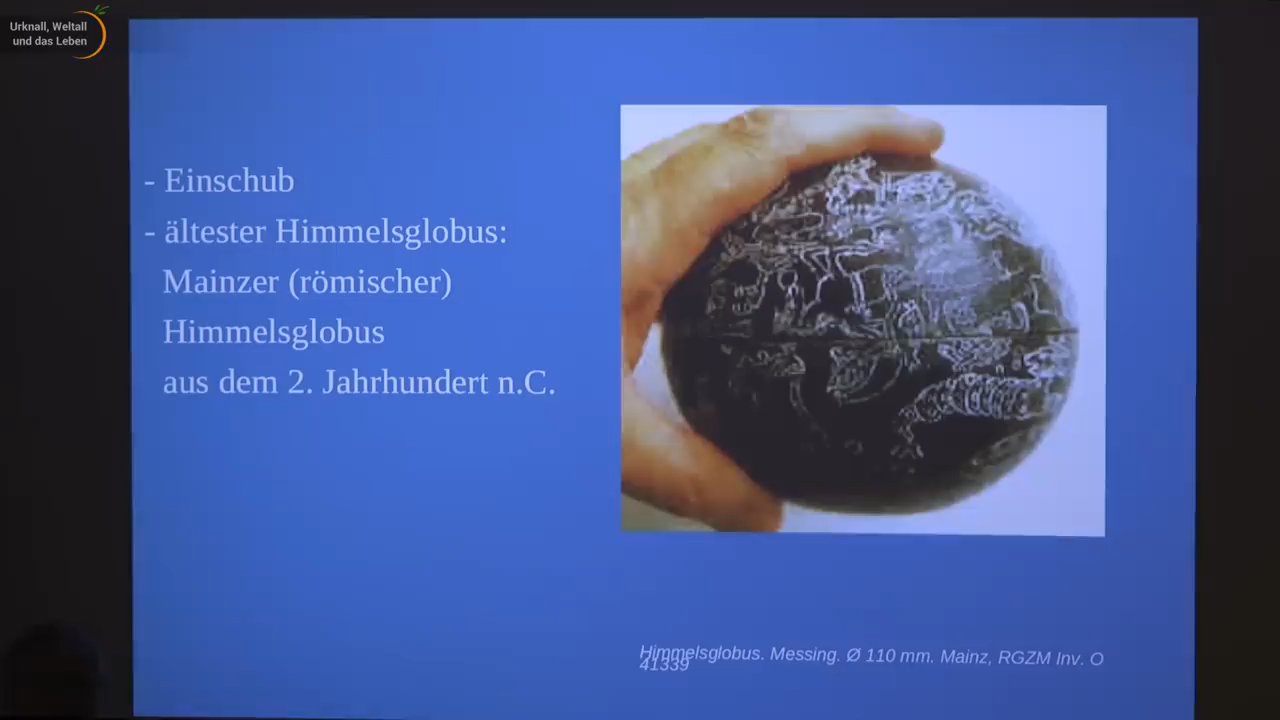 Urknall, Weltall
und das Leben
- Einschub
- ältester Himmelsglobus:
Mainzer (römischer)
Himmelsglobus
aus dem 2. Jahrhundert n.C.
Himmelsglobus. Messing. Ø 110 mm. Mainz, RGZM Inv. O
41339